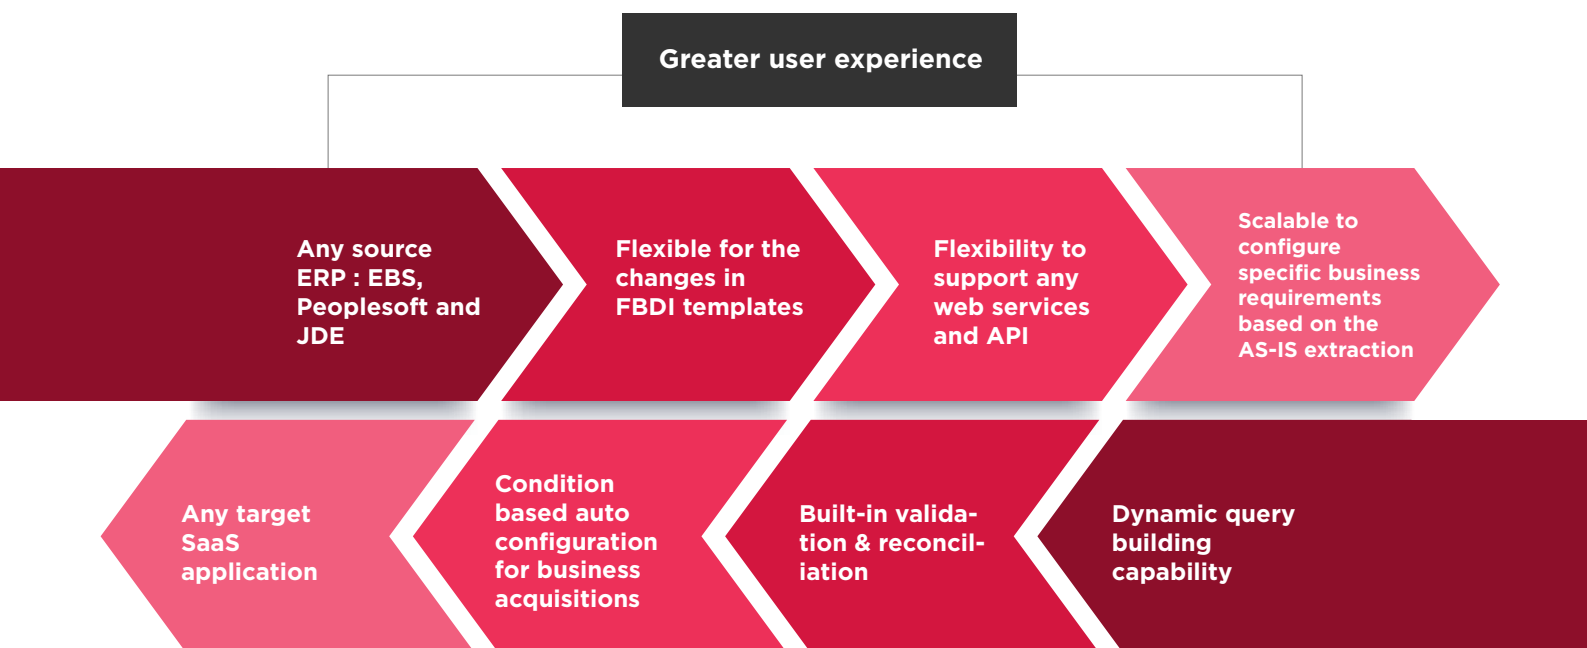 Greater user experience
Any source
ERP : EBS,
Peoplesoft and
JDE
Flexible for the
changes in
FBDI templates
Flexibility to
support any
web services
and API
Scalable to
configure
specific business
requirements
based on the
AS-IS extraction
Any target
SaaS
application
Condition
based auto
configuration
for business
acquisitions
Built-in valida-
tion & reconcil-
iation
Dynamic query
building
capability